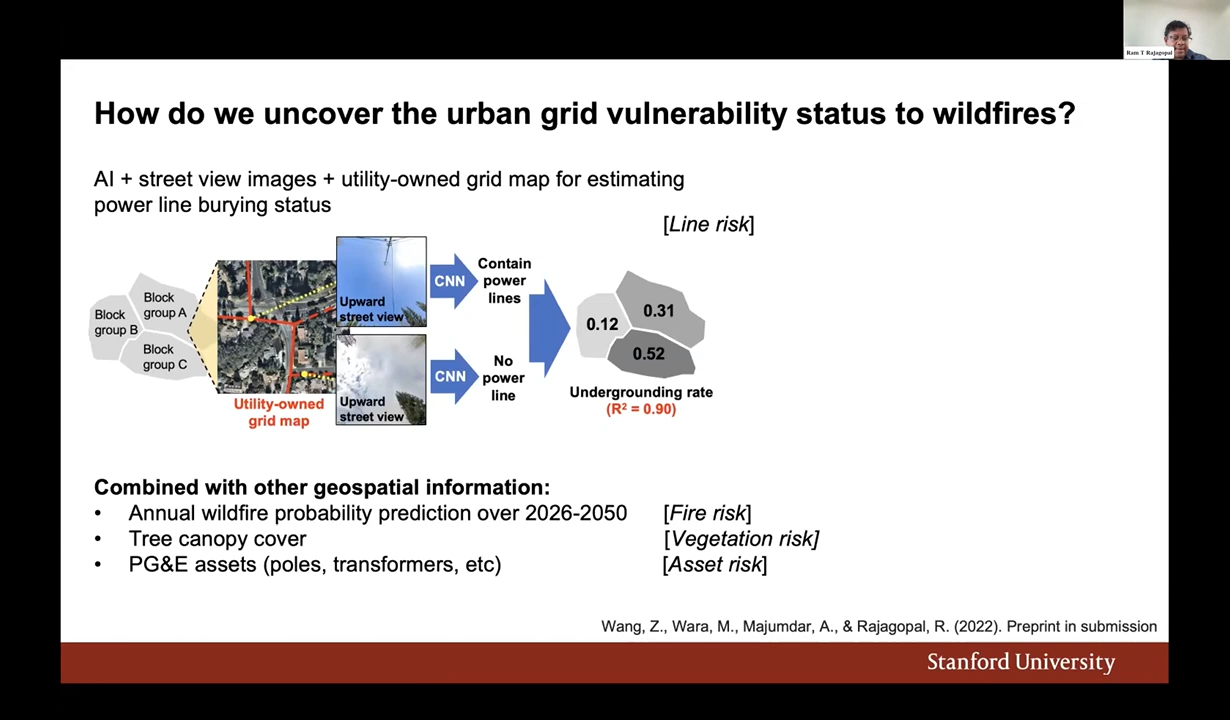 Ram T Rajagopal
How do we uncover the urban grid vulnerability status to wildfires?
AI + street view images + utility-owned grid map for estimating
power line burying status
[Line risk]
Block
group A
Block
group B
Block
group C
Utility-owned
grid map
Upward
street view
CNN
Contain
power
lines
Upward
street view
CNN
No
power
line
0.12
0.31
0.52
Undergrounding rate
(R² = 0.90)
Combined with other geospatial information:
• Annual wildfire probability prediction over 2026-2050 [Fire risk]
• Tree canopy cover [Vegetation risk]
• PG&E assets (poles, transformers, etc) [Asset risk]
Wang, Z., Wara, M., Majumdar, A., & Rajagopal, R. (2022). Preprint in submission
Stanford University